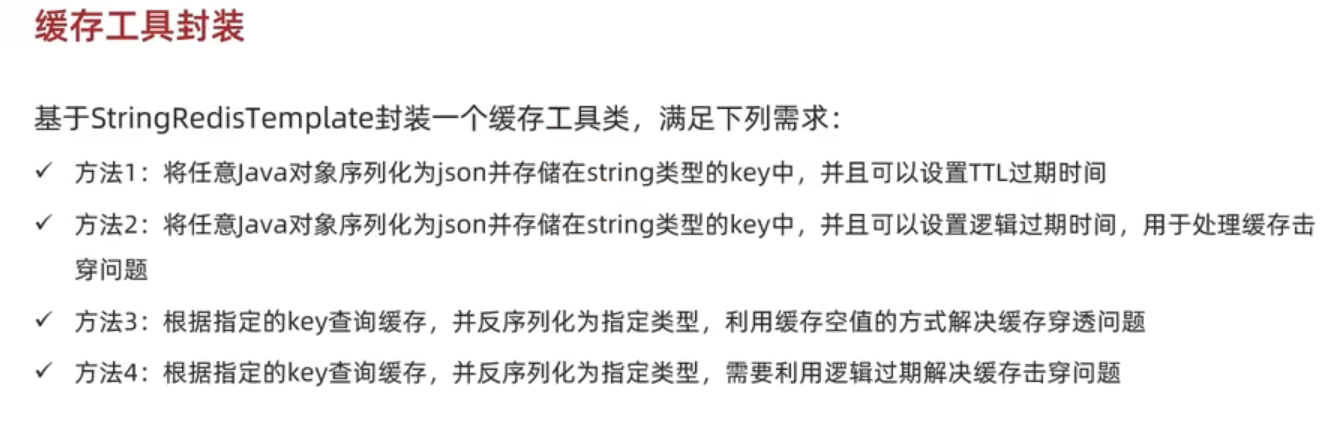 缓存工具封装
基于StringRedisTemplate封装一个缓存工具类，满足下列需求：
✓ 方法1：将任意Java对象序列化为json并存储在string类型的key中，并且可以设置TTL过期时间
✓ 方法2：将任意Java对象序列化为json并存储在string类型的key中，并且可以设置逻辑过期时间，用于处理缓存击
穿问题
✓ 方法3：根据指定的key查询缓存，并反序列化为指定类型，利用缓存空值的方式解决缓存穿透问题
✓ 方法4：根据指定的key查询缓存，并反序列化为指定类型，需要利用逻辑过期解决缓存击穿问题